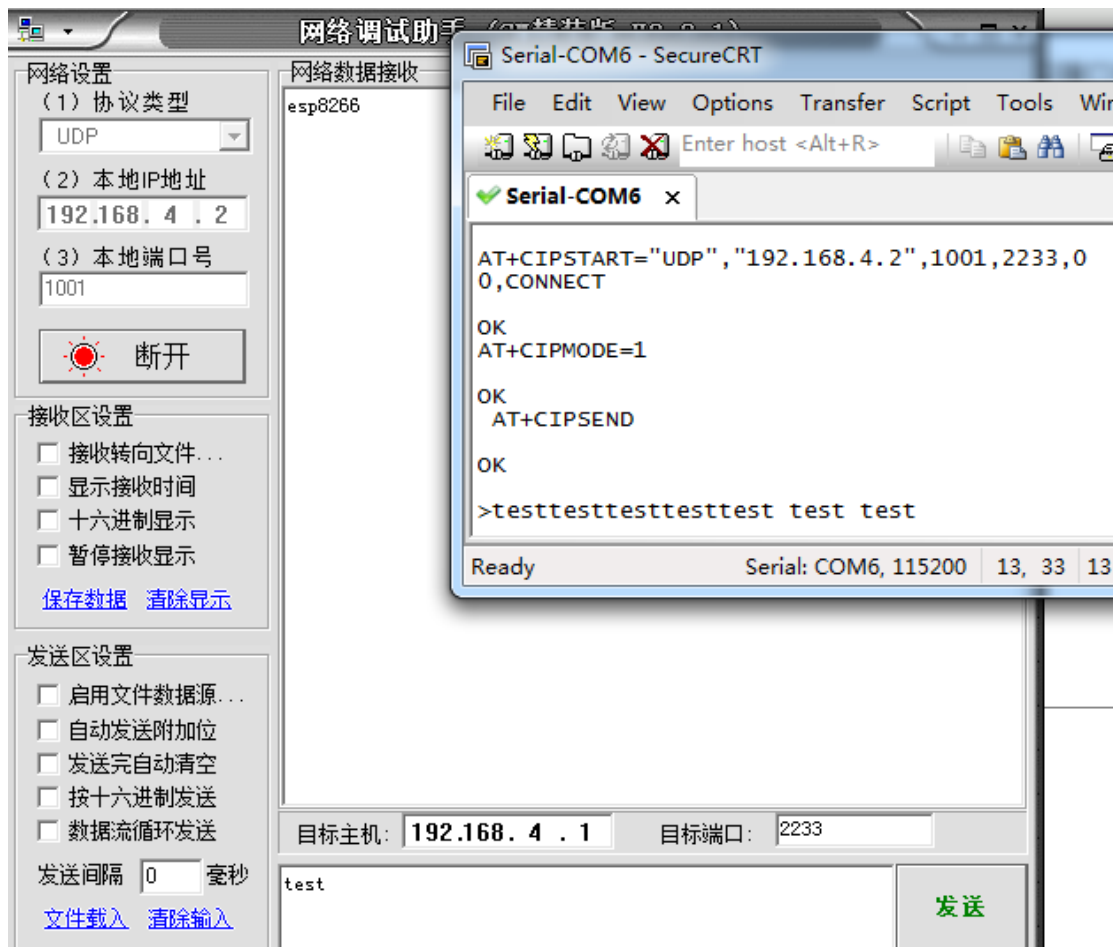 网络调试助手
网络设置
(1) 协议类型
UDP
(2) 本地IP地址
192.168. 4 . 2
(3) 本地端口号
1001
断开
接收区设置
接收转向文件...
显示接收时间
十六进制显示
暂停接收显示
保存数据 清除显示
发送区设置
启用文件数据源...
自动发送附加位
发送完自动清空
按十六进制发送
数据流循环发送
发送间隔 0 毫秒
文件载入 清除输入
网络数据接收
esp8266
Serial-COM6 - SecureCRT
File Edit View Options Transfer Script Tools
Enter host <Alt+R>
Serial-COM6 x
AT+CIPSTART="UDP","192.168.4.2",1001,2233,0
0,CONNECT
OK
AT+CIPMODE=1
OK
AT+CIPSEND
OK
>testtesttesttesttest test test
Ready Serial: COM6, 115200 13, 33 13
目标主机: 192.168. 4 . 1 目标端口: 2233
test
发送